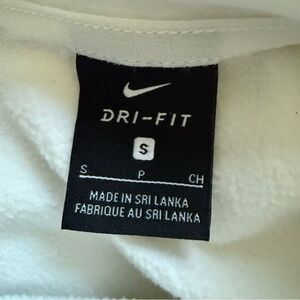 DRI-FIT
S
S P CH
MADE IN SRI LANKA
FABRIQUE AU SRI LANKA